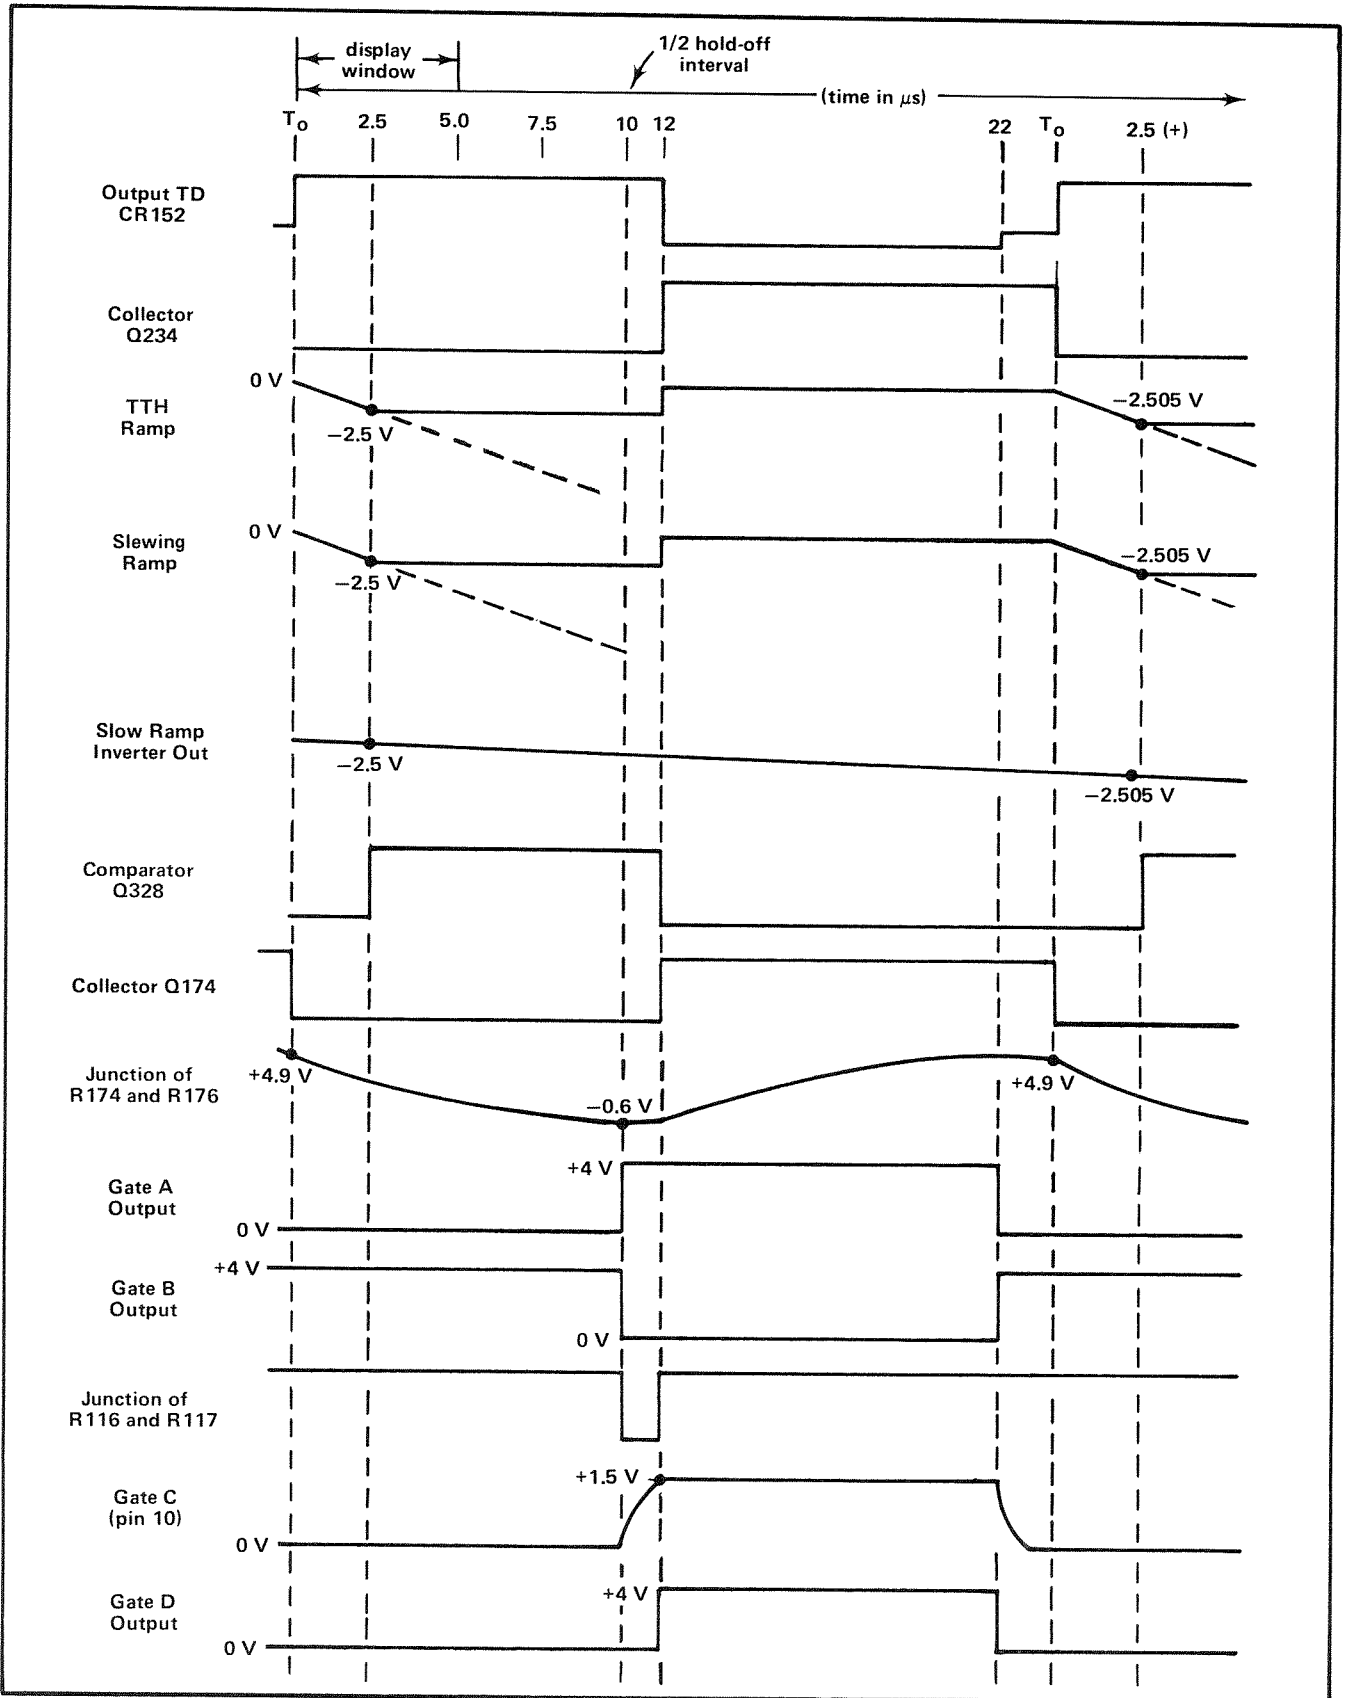 display
window
1/2 hold-off
interval
(time in μs)
To 2.5 5.0 7.5 10 12 22 To 2.5 (+)
Output TD
CR152
Collector
Q234
0 V
TTH
Ramp
−2.5 V
−2.505 V
0 V
Slewing
Ramp
−2.5 V
−2.505 V
Slow Ramp
Inverter Out
−2.5 V
−2.505 V
Comparator
Q328
Collector Q174
Junction of
R174 and R176
+4.9 V
−0.6 V
+4.9 V
Gate A
Output
+4 V
0 V
+4 V
Gate B
Output
0 V
Junction of
R116 and R117
+1.5 V
Gate C
(pin 10)
0 V
+4 V
Gate D
Output
0 V